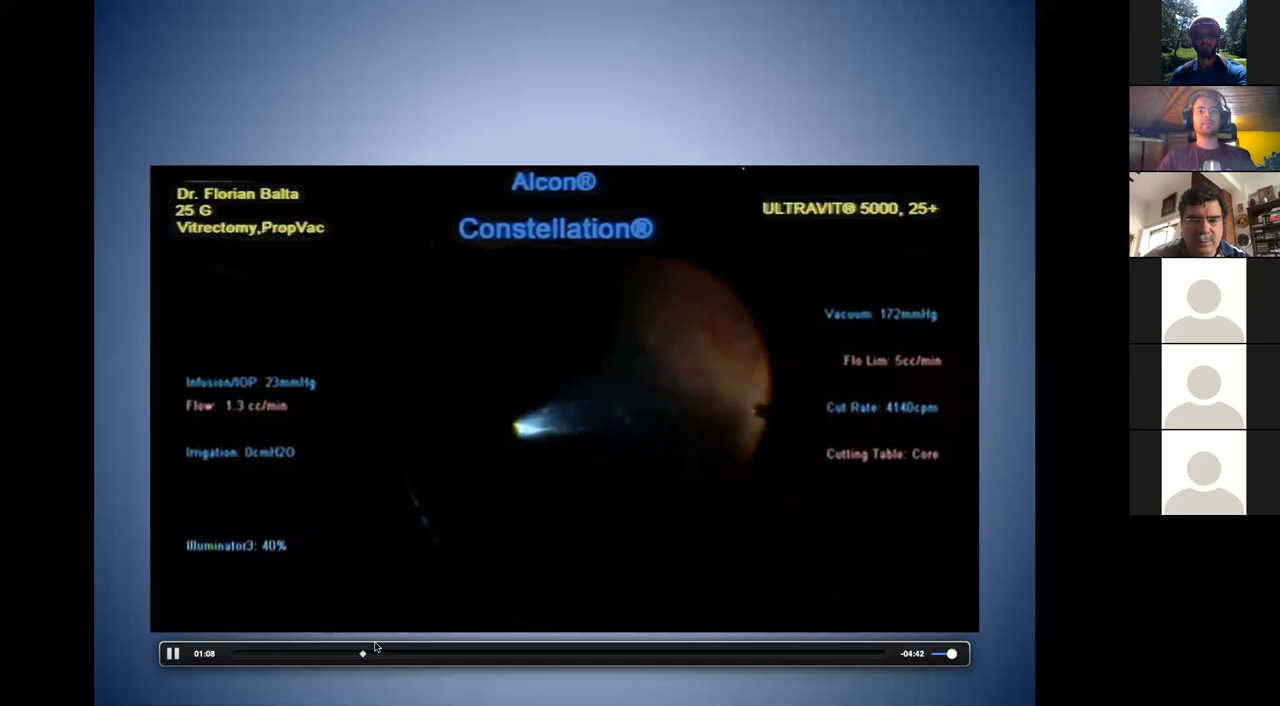 Dr. Florian Balta
25 G
Vitrectomy,PropVac
Alcon®
Constellation®
ULTRAVIT® 5000, 25+
Vacuum: 172mmHg
Flo Lim: 5cc/min
Cut Rate: 4140cpm
Cutting Table: Core
Infusion/IOP: 23mmHg
Flow: 1.3 cc/min
Irrigation: 0cmH2O
Illuminator3: 40%
01:08
-04:42